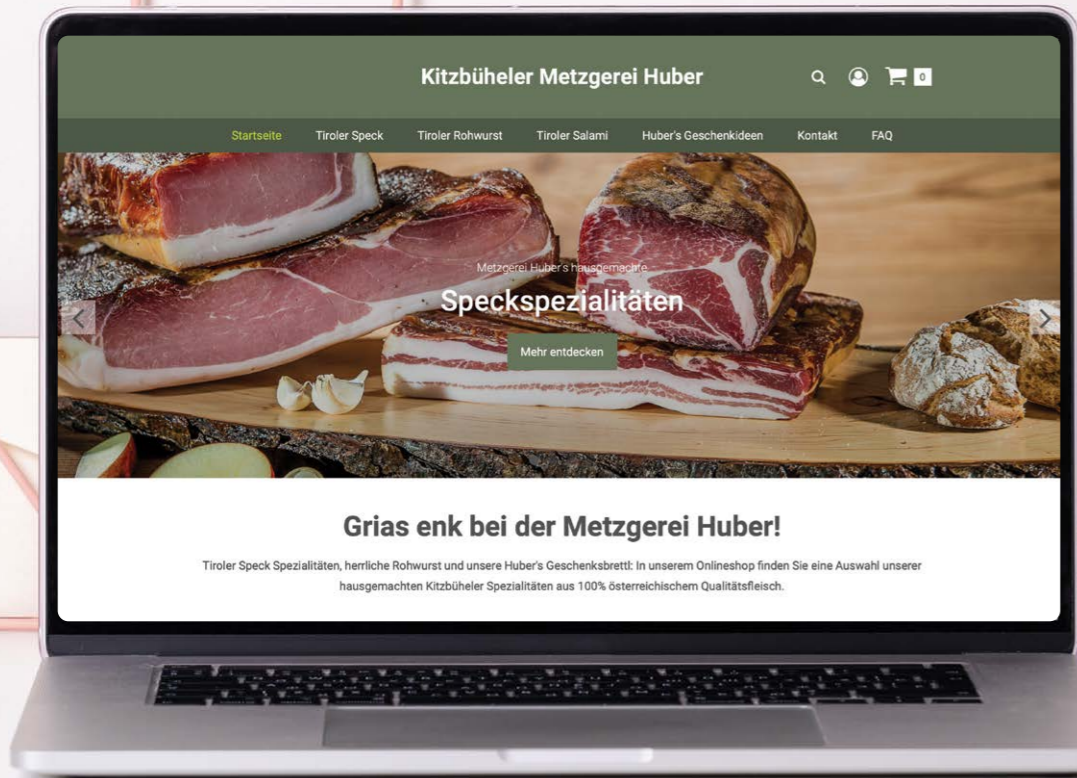 Kitzbüheler Metzgerei Huber
0
Startseite Tiroler Speck Tiroler Rohwurst Tiroler Salami Huber's Geschenkideen Kontakt FAQ
Metzgerei Huber's hausgemachte
Speckspezialitäten
Mehr entdecken
Grias enk bei der Metzgerei Huber!
Tiroler Speck Spezialitäten, herrliche Rohwurst und unsere Huber's Geschenksbrettl: In unserem Onlineshop finden Sie eine Auswahl unserer
hausgemachten Kitzbüheler Spezialitäten aus 100% österreichischem Qualitätsfleisch.